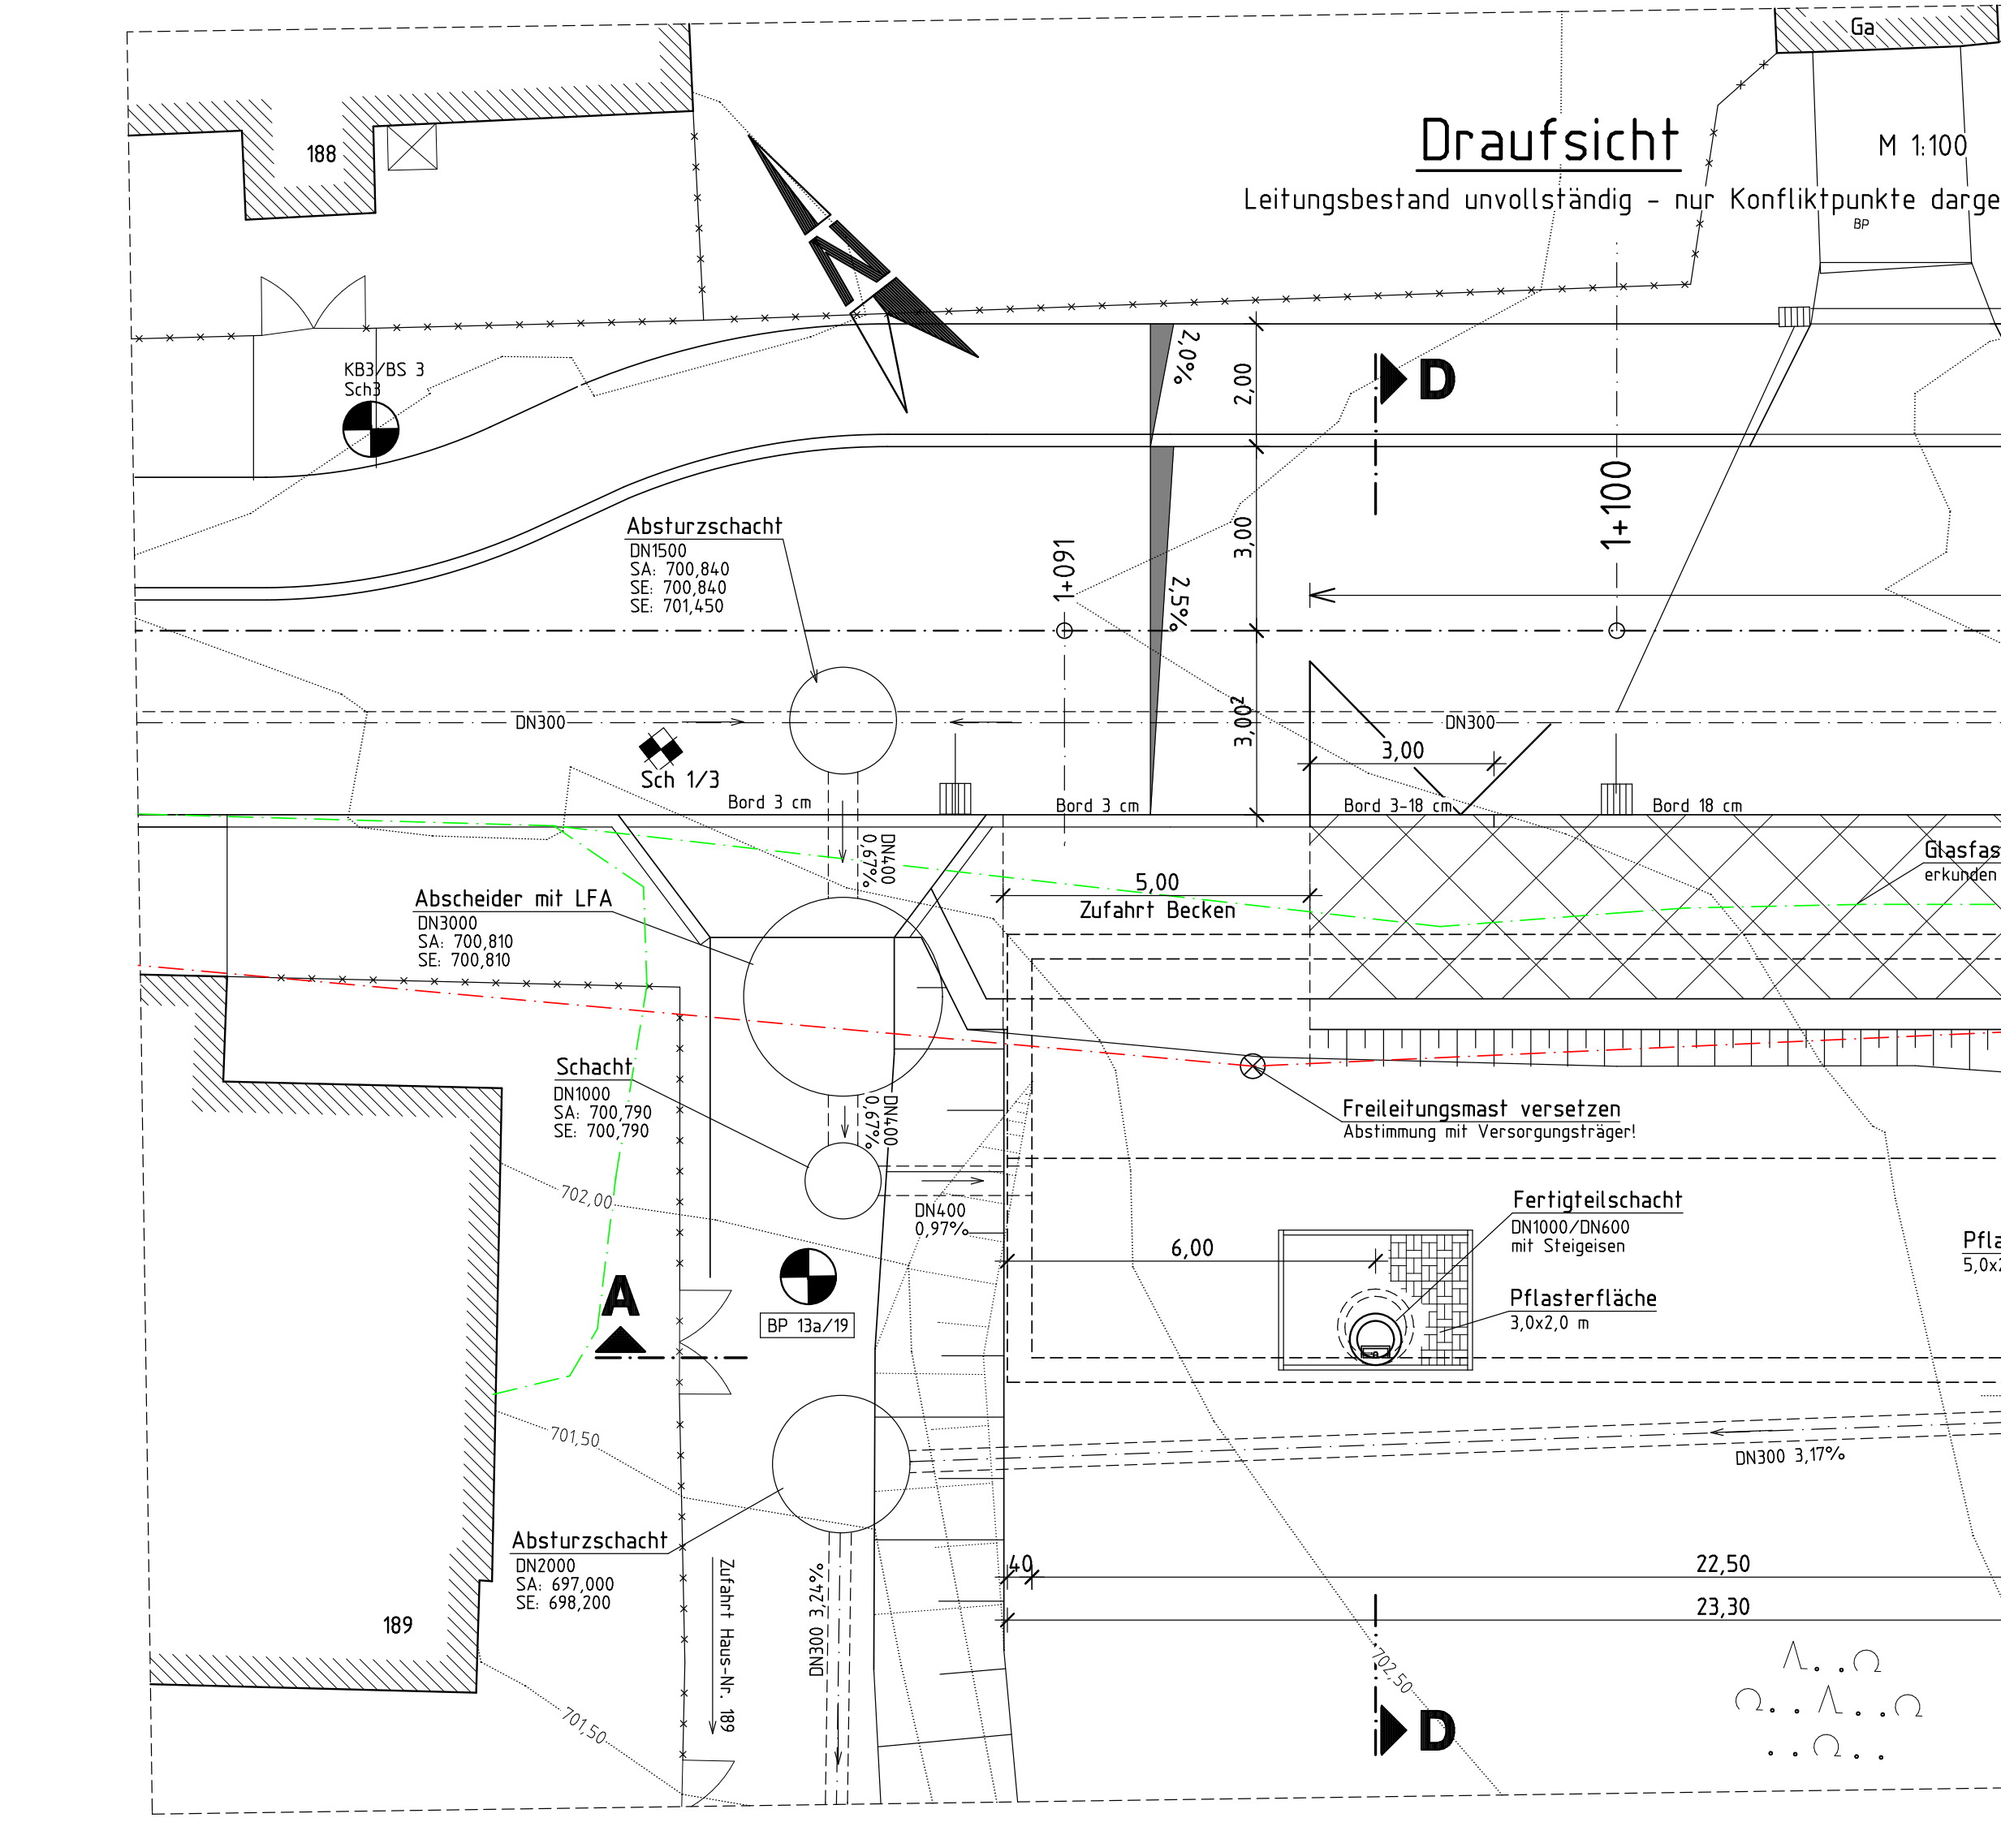 Ga
Draufsicht
M 1:100
Leitungsbestand unvollständig - nur Konfliktpunkte darge
BP
188
N
KB3/BS 3
Sch3
2,0%
2,00
D
1+100
Absturzschacht
DN1500
SA: 700,840
SE: 700,840
SE: 701,450
1+091
3,00
2,5%
DN300
3,00²
DN300
3,00
Sch 1/3
Bord 3 cm
Bord 3 cm
Bord 3-18 cm
Bord 18 cm
DN400
0,67%
Glasfas
erkunden
5,00
Zufahrt Becken
Abscheider mit LFA
DN3000
SA: 700,810
SE: 700,810
Schacht
DN1000
SA: 700,790
SE: 700,790
DN400
0,67%
Freileitungsmast versetzen
Abstimmung mit Versorgungsträger!
702,00
DN400
0,97%
Fertigteilschacht
DN1000/DN600
mit Steigeisen
6,00
Pfla
5,0x2
A
BP 13a/19
Pflasterfläche
3,0x2,0 m
701,50
DN300 3,17%
Absturzschacht
DN2000
SA: 697,000
SE: 698,200
40
22,50
23,30
Zufahrt Haus-Nr. 189
DN300 3,24%
189
702,50
701,50
D